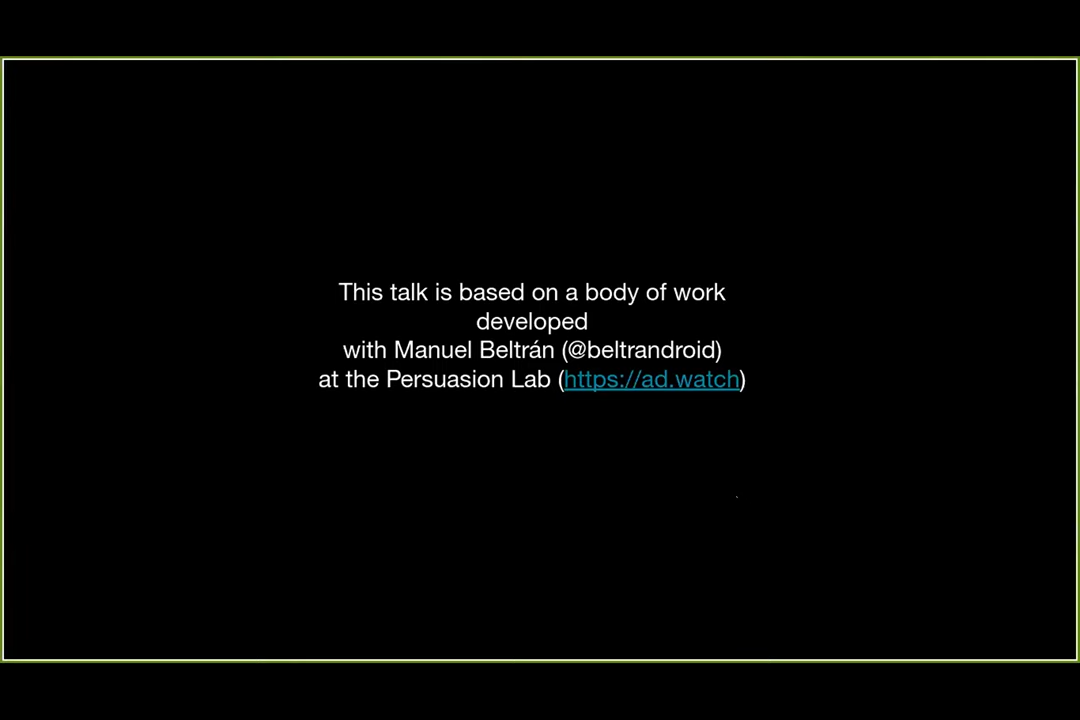 This talk is based on a body of work
developed
with Manuel Beltrán (@beltrandroid)
at the Persuasion Lab (https://ad.watch)